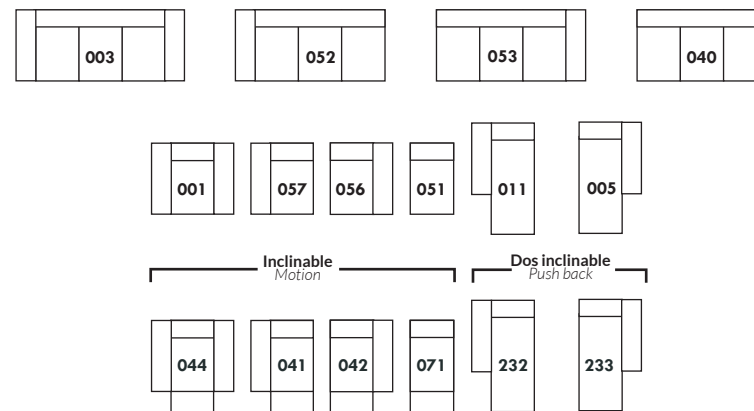 003 052 053 040
001 057 056 051 011 005
Inclinable Dos inclinable
Motion Push back
044 041 042 071 232 233